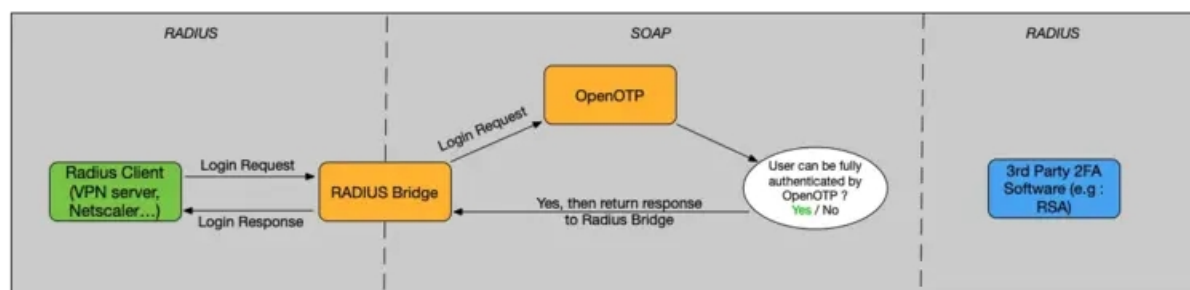 RADIUS
SOAP
RADIUS
OpenOTP
Login Request
Login Request
Radius Client
(VPN server,
Netscaler...)
RADIUS Bridge
Login Response
User can be fully
authenticated by
OpenOTP ?
Yes / No
Yes, then return response
to Radius Bridge
3rd Party 2FA
Software (e.g :
RSA)